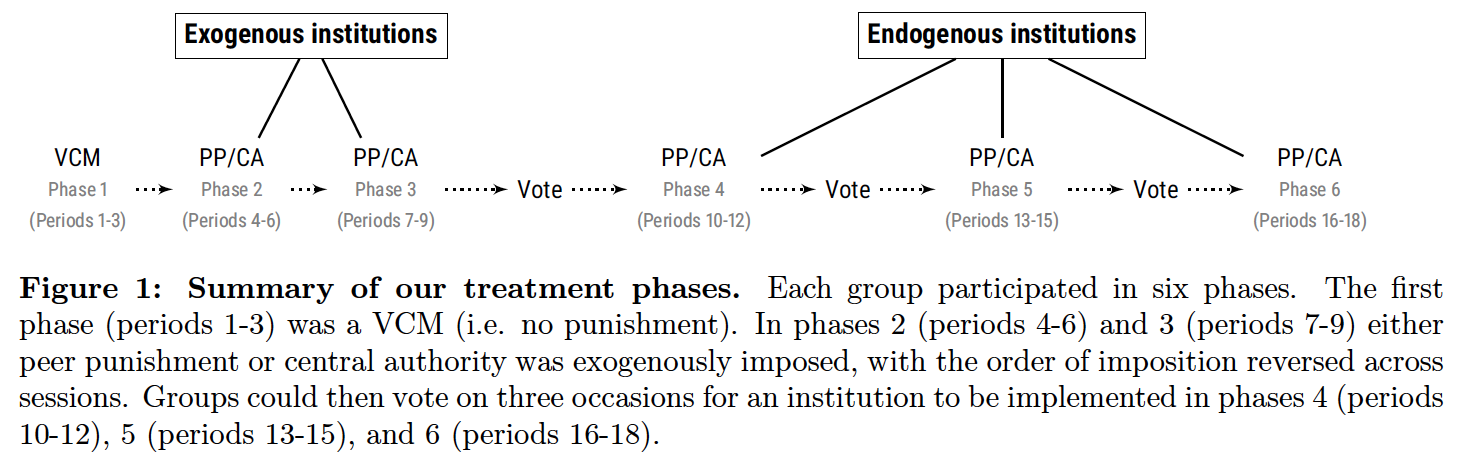 Exogenous institutions
Endogenous institutions
VCM
PP/CA
PP/CA
PP/CA
PP/CA
PP/CA
Phase 1
Phase 2
Phase 3
Vote
Phase 4
Vote
Phase 5
Vote
Phase 6
(Periods 1-3)
(Periods 4-6)
(Periods 7-9)
(Periods 10-12)
(Periods 13-15)
(Periods 16-18)
Figure 1: Summary of our treatment phases. Each group participated in six phases. The first
phase (periods 1-3) was a VCM (i.e. no punishment). In phases 2 (periods 4-6) and 3 (periods 7-9) either
peer punishment or central authority was exogenously imposed, with the order of imposition reversed across
sessions. Groups could then vote on three occasions for an institution to be implemented in phases 4 (periods
10-12), 5 (periods 13-15), and 6 (periods 16-18).